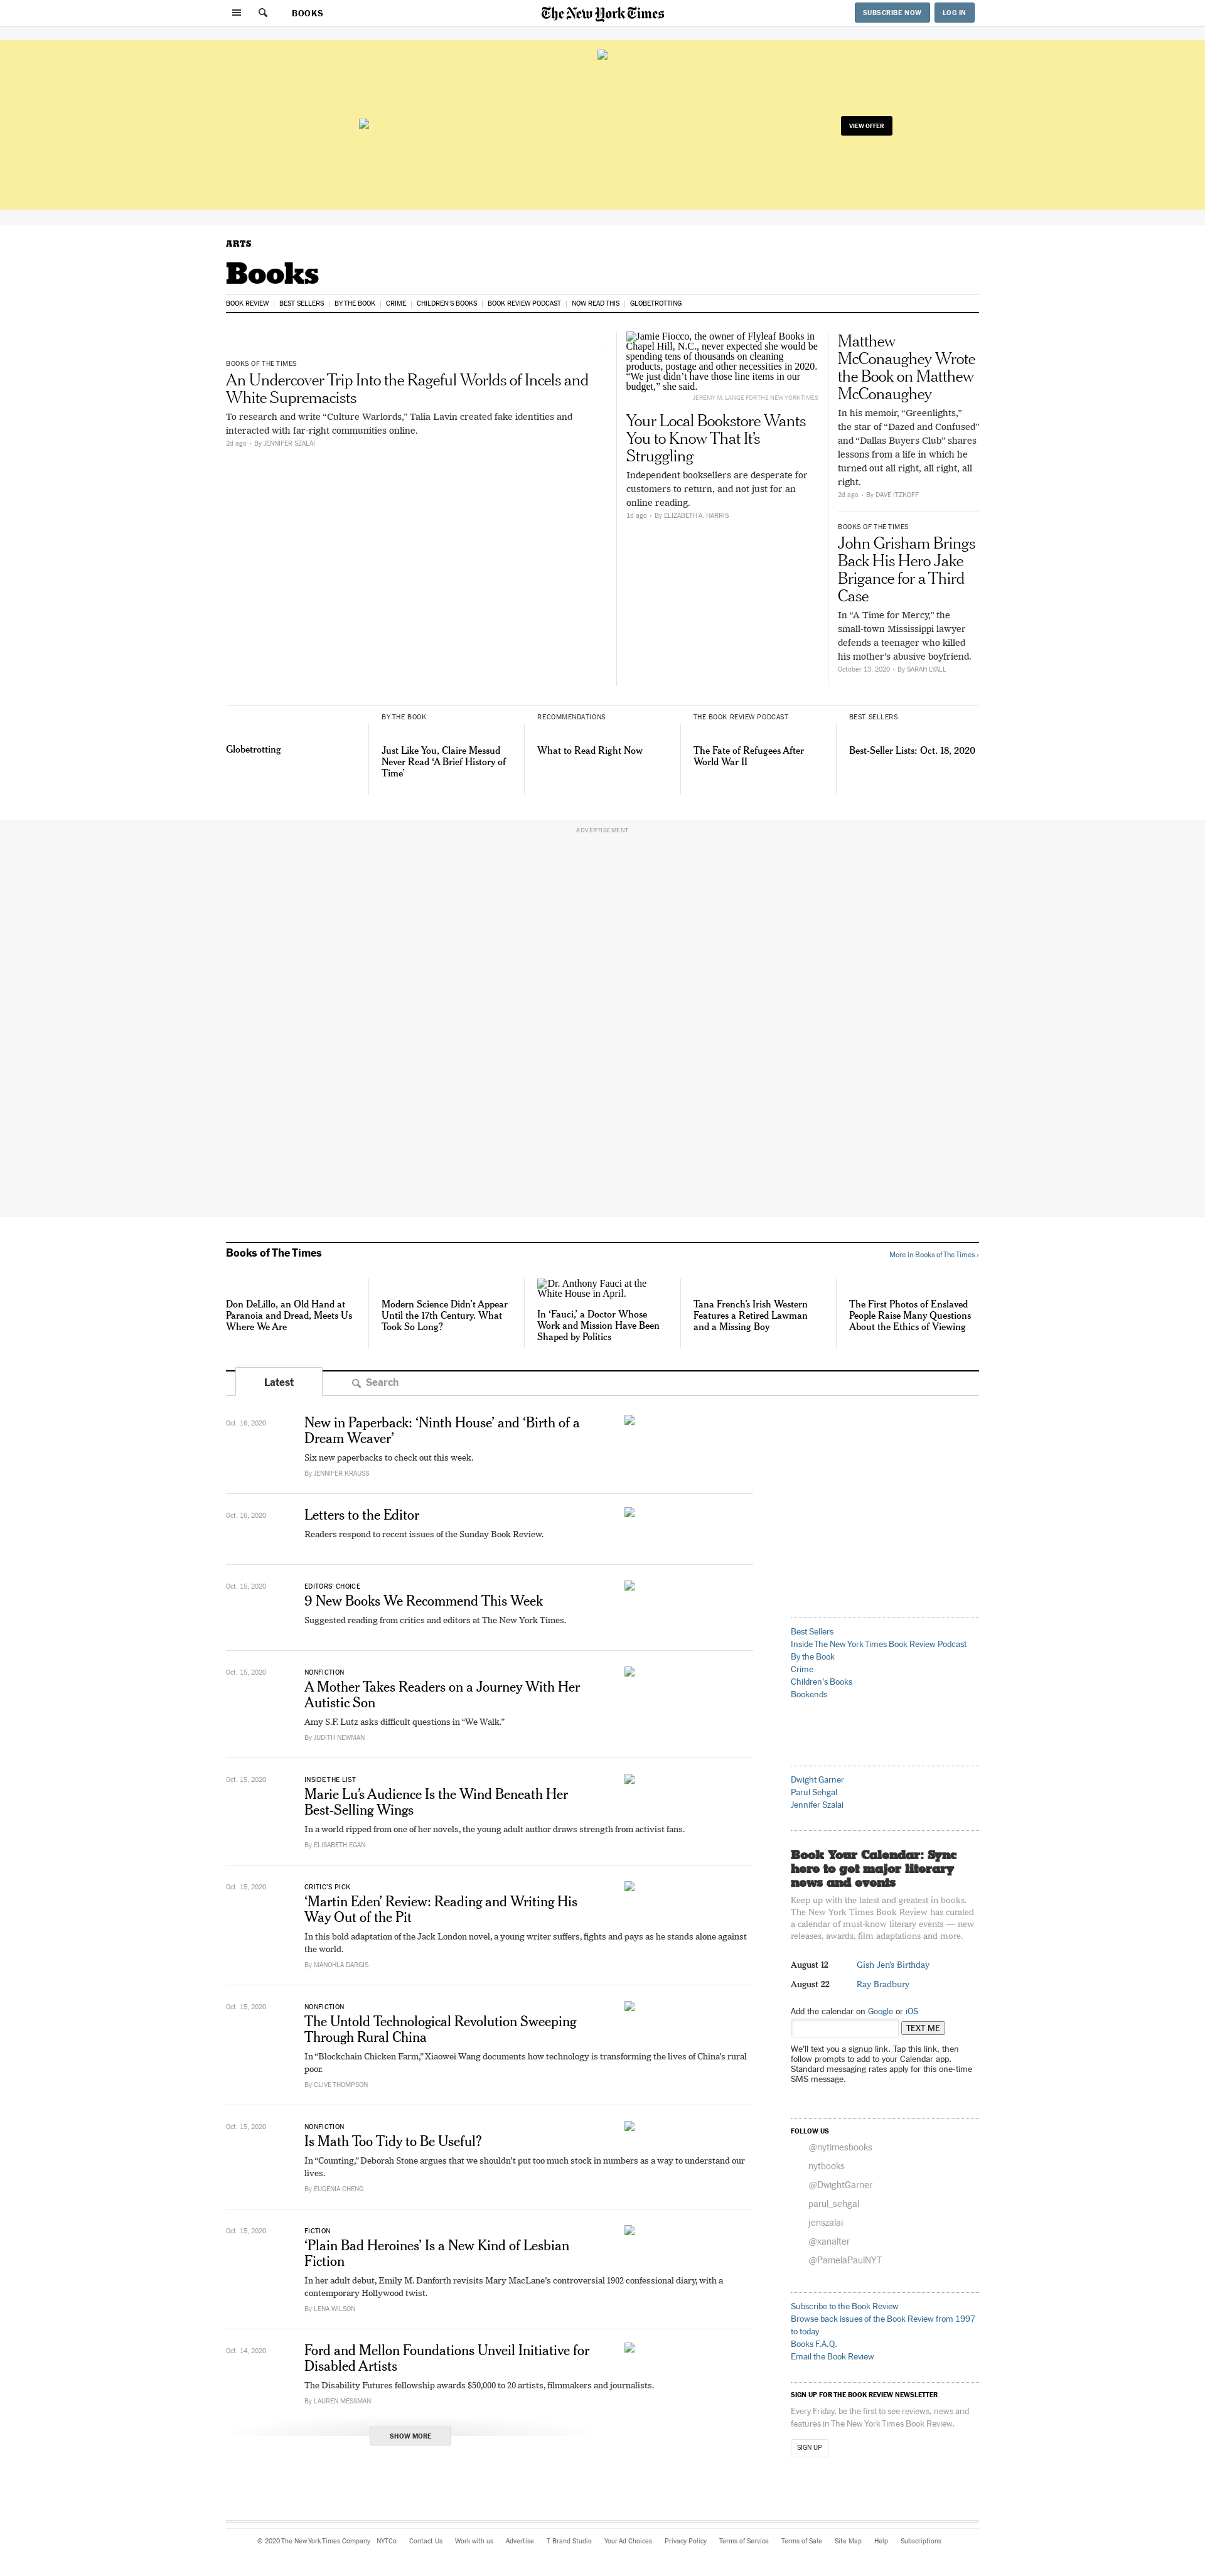 BOOKS
The New York Times
SUBSCRIBE NOW
LOG IN
VIEW OFFER
ARTS
Books
BOOK REVIEW
BEST SELLERS
BY THE BOOK
CRIME
CHILDREN'S BOOKS
BOOK REVIEW PODCAST
NOW READ THIS
GLOBETROTTING
BOOKS OF THE TIMES
An Undercover Trip Into the Rageful Worlds of Incels and
White Supremacists
To research and write “Culture Warlords,” Talia Lavin created fake identities and
interacted with far-right communities online.
2d ago • By JENNIFER SZALAI
Jamie Fiocco, the owner of Flyleaf Books in
Chapel Hill, N.C., never expected she would be
spending tens of thousands on cleaning
products, postage and other necessities in 2020.
“We just didn’t have those line items in our
budget,” she said.
JEREMY M. LANGE FOR THE NEW YORK TIMES
Your Local Bookstore Wants
You to Know That It’s
Struggling
Independent booksellers are desperate for
customers to return, and not just for an
online reading.
1d ago • By ELIZABETH A. HARRIS
Matthew
McConaughey Wrote
the Book on Matthew
McConaughey
In his memoir, “Greenlights,”
the star of “Dazed and Confused”
and “Dallas Buyers Club” shares
lessons from a life in which he
turned out all right, all right, all
right.
2d ago • By DAVE ITZKOFF
BOOKS OF THE TIMES
John Grisham Brings
Back His Hero Jake
Brigance for a Third
Case
In “A Time for Mercy,” the
small-town Mississippi lawyer
defends a teenager who killed
his mother’s abusive boyfriend.
October 13, 2020 • By SARAH LYALL
Globetrotting
BY THE BOOK
Just Like You, Claire Messud
Never Read ‘A Brief History of
Time’
RECOMMENDATIONS
What to Read Right Now
THE BOOK REVIEW PODCAST
The Fate of Refugees After
World War II
BEST SELLERS
Best-Seller Lists: Oct. 18, 2020
ADVERTISEMENT
Books of The Times
More in Books of The Times ›
Don DeLillo, an Old Hand at
Paranoia and Dread, Meets Us
Where We Are
Modern Science Didn’t Appear
Until the 17th Century. What
Took So Long?
Dr. Anthony Fauci at the
White House in April.
In ‘Fauci,’ a Doctor Whose
Work and Mission Have Been
Shaped by Politics
Tana French’s Irish Western
Features a Retired Lawman
and a Missing Boy
The First Photos of Enslaved
People Raise Many Questions
About the Ethics of Viewing
Latest
Search
Oct. 16, 2020
New in Paperback: ‘Ninth House’ and ‘Birth of a
Dream Weaver’
Six new paperbacks to check out this week.
By JENNIFER KRAUSS
Oct. 16, 2020
Letters to the Editor
Readers respond to recent issues of the Sunday Book Review.
Oct. 15, 2020
EDITORS’ CHOICE
9 New Books We Recommend This Week
Suggested reading from critics and editors at The New York Times.
Oct. 15, 2020
NONFICTION
A Mother Takes Readers on a Journey With Her
Autistic Son
Amy S.F. Lutz asks difficult questions in “We Walk.”
By JUDITH NEWMAN
Oct. 15, 2020
INSIDE THE LIST
Marie Lu’s Audience Is the Wind Beneath Her
Best-Selling Wings
In a world ripped from one of her novels, the young adult author draws strength from activist fans.
By ELISABETH EGAN
Oct. 15, 2020
CRITIC’S PICK
‘Martin Eden’ Review: Reading and Writing His
Way Out of the Pit
In this bold adaptation of the Jack London novel, a young writer suffers, fights and pays as he stands alone against
the world.
By MANOHLA DARGIS
Oct. 15, 2020
NONFICTION
The Untold Technological Revolution Sweeping
Through Rural China
In “Blockchain Chicken Farm,” Xiaowei Wang documents how technology is transforming the lives of China’s rural
poor.
By CLIVE THOMPSON
Oct. 15, 2020
NONFICTION
Is Math Too Tidy to Be Useful?
In “Counting,” Deborah Stone argues that we shouldn’t put too much stock in numbers as a way to understand our
lives.
By EUGENIA CHENG
Oct. 15, 2020
FICTION
‘Plain Bad Heroines’ Is a New Kind of Lesbian
Fiction
In her adult debut, Emily M. Danforth revisits Mary MacLane’s controversial 1902 confessional diary, with a
contemporary Hollywood twist.
By LENA WILSON
Oct. 14, 2020
Ford and Mellon Foundations Unveil Initiative for
Disabled Artists
The Disability Futures fellowship awards $50,000 to 20 artists, filmmakers and journalists.
By LAUREN MESSMAN
SHOW MORE
Best Sellers
Inside The New York Times Book Review Podcast
By the Book
Crime
Children’s Books
Bookends
Dwight Garner
Parul Sehgal
Jennifer Szalai
Book Your Calendar: Sync
here to get major literary
news and events
Keep up with the latest and greatest in books.
The New York Times Book Review has curated
a calendar of must-know literary events — new
releases, awards, film adaptations and more.
August 12 Gish Jen’s Birthday
August 22 Ray Bradbury
Add the calendar on Google or iOS
TEXT ME
We’ll text you a signup link. Tap this link, then
follow prompts to add to your Calendar app.
Standard messaging rates apply for this one-time
SMS message.
FOLLOW US
@nytimesbooks
nytbooks
@DwightGarner
parul_sehgal
jenszalai
@xanalter
@PamelaPaulNYT
Subscribe to the Book Review
Browse back issues of the Book Review from 1997
to today
Books F.A.Q.
Email the Book Review
SIGN UP FOR THE BOOK REVIEW NEWSLETTER
Every Friday, be the first to see reviews, news and
features in The New York Times Book Review.
SIGN UP
© 2020 The New York Times Company NYTCo Contact Us Work with us Advertise T Brand Studio Your Ad Choices Privacy Policy Terms of Service Terms of Sale Site Map Help Subscriptions